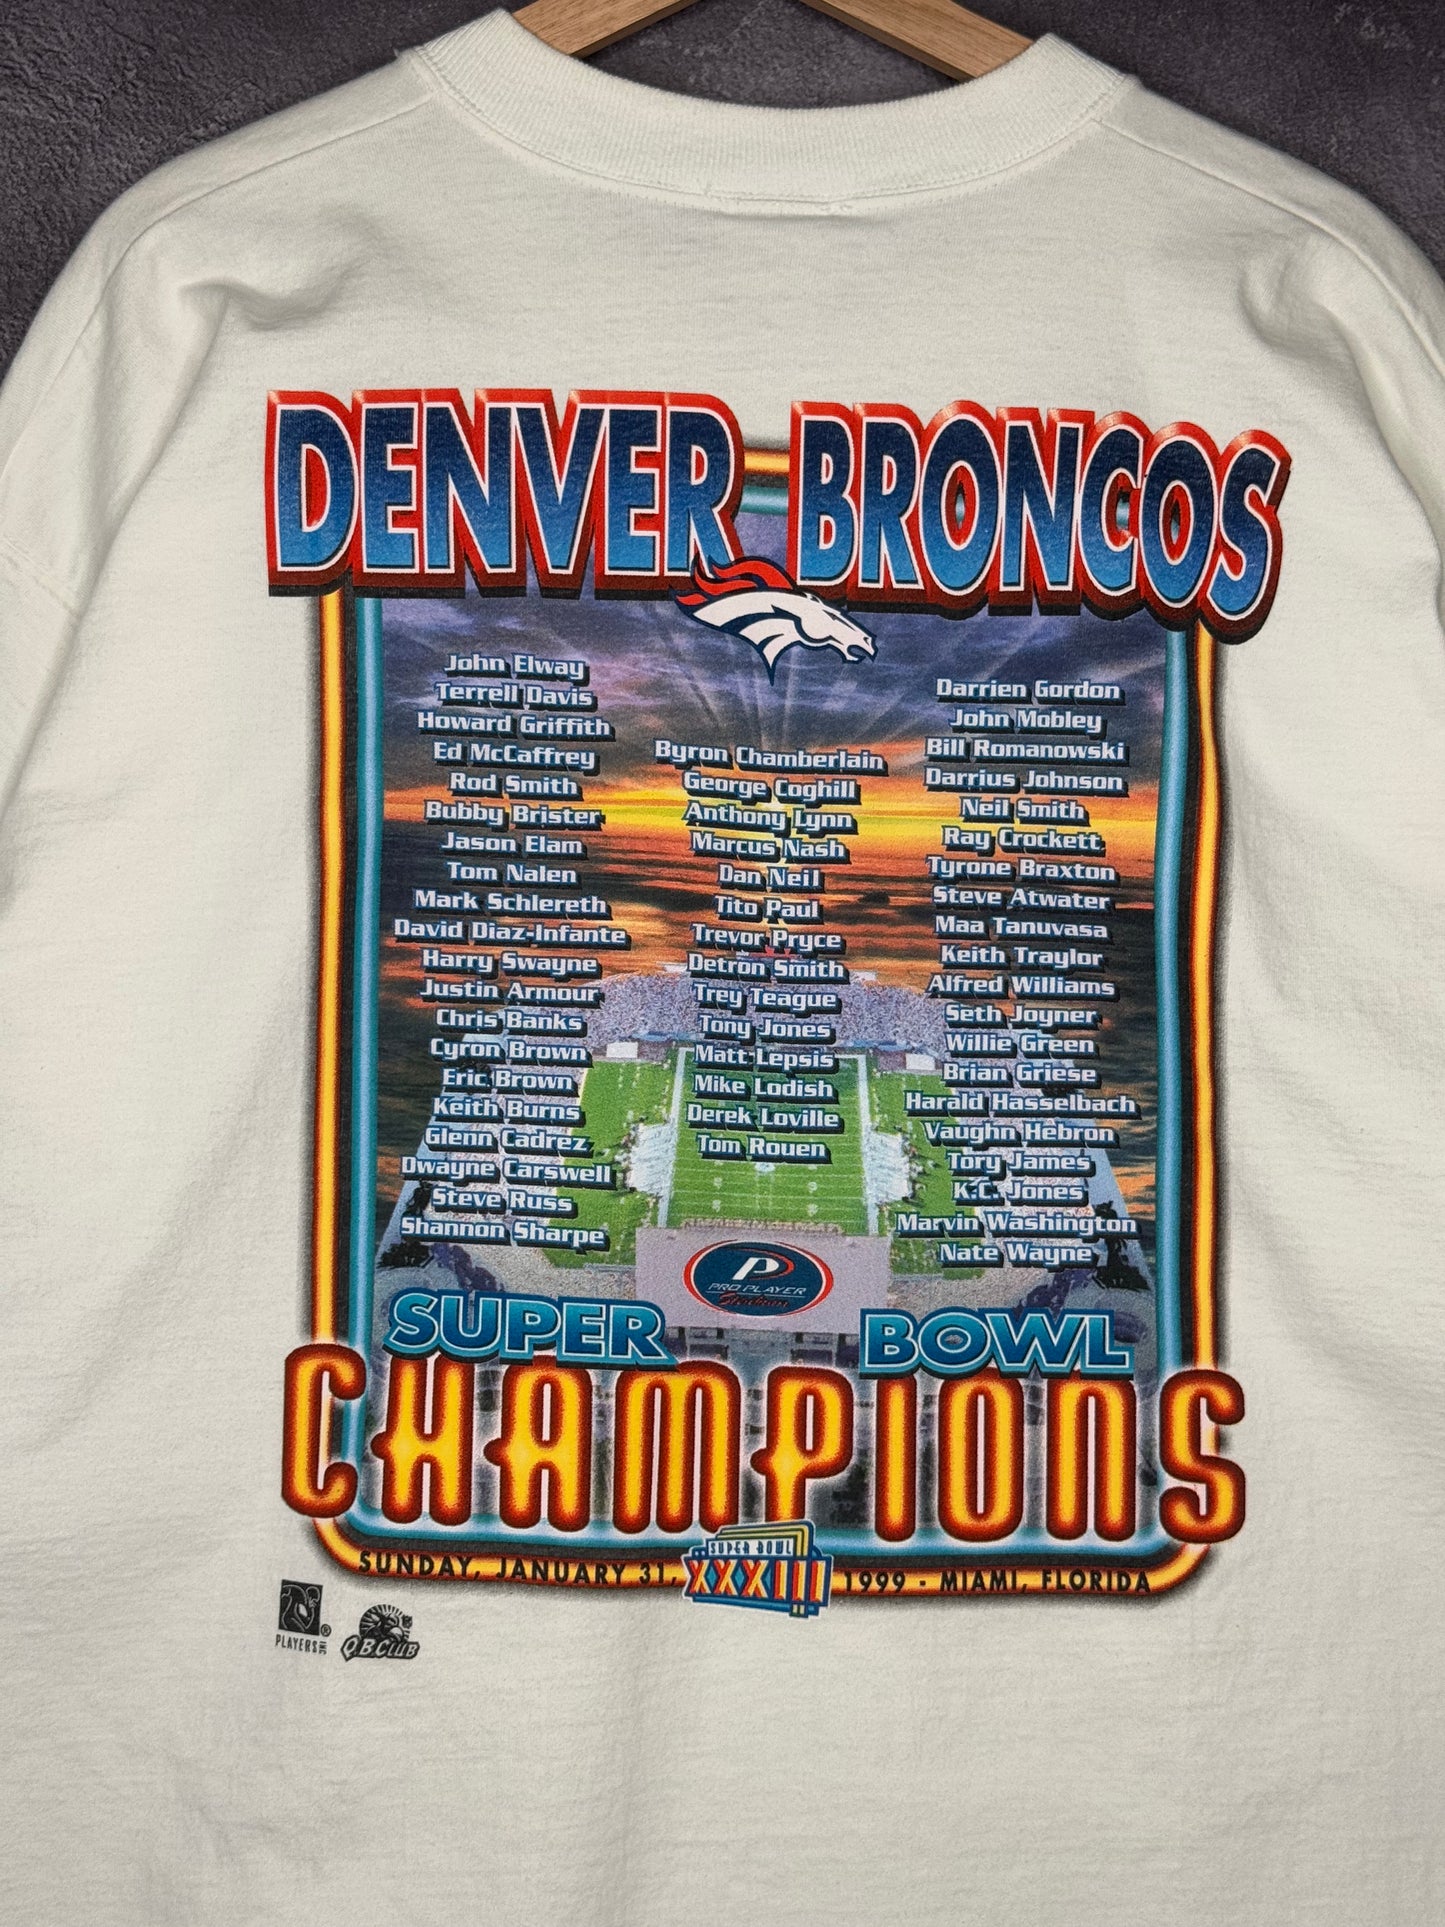 DENVER BRONCOS
John Elway
Terrell Davis
Howard Griffith
Ed McCaffrey
Rod Smith
Bubby Brister
Jason Elam
Tom Nalen
Mark Schlereth
David Diaz-Infante
Harry Swayne
Justin Armour
Chris Banks
Cyron Brown
Eric Brown
Keith Burns
Glenn Cadrez
Dwayne Carswell
Steve Russ
Shannon Sharpe
Byron Chamberlain
George Coghill
Anthony Lynn
Marcus Nash
Dan Neil
Tito Paul
Trevor Pryce
Detron Smith
Trey Teague
Tony Jones
Matt Lepsis
Mike Lodish
Derek Loville
Tom Rouen
Darrien Gordon
John Mobley
Bill Romanowski
Darrius Johnson
Neil Smith
Ray Crockett
Tyrone Braxton
Steve Atwater
Maa Tanuvasa
Keith Traylor
Alfred Williams
Seth Joyner
Willie Green
Brian Griese
Harald Hasselbach
Vaughn Hebron
Tory James
K.C. Jones
Marvin Washington
Nate Wayne
P
PRO PLAYER
Stadium
SUPER BOWL
CHAMPIONS
SUPER BOWL
XXXIII
SUNDAY, JANUARY 31, 1999 - MIAMI, FLORIDA
PLAYERS INC ®
Q.B. CLUB